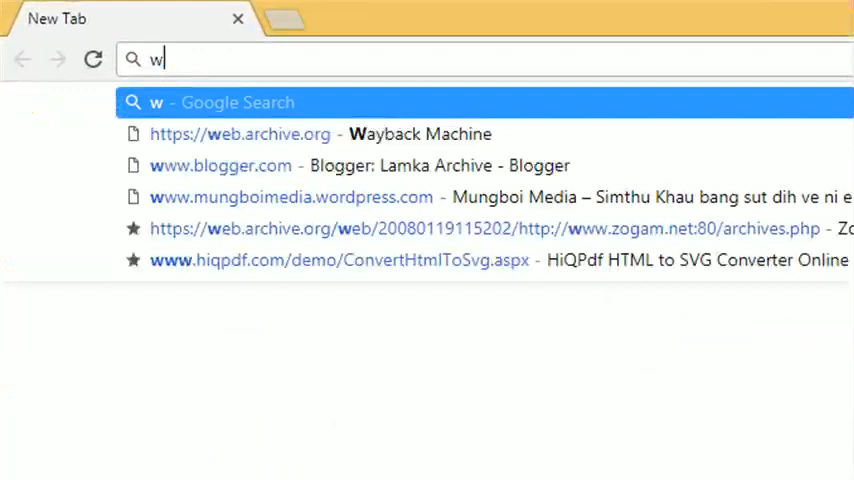 New Tab
w
w - Google Search
https://web.archive.org - Wayback Machine
www.blogger.com - Blogger: Lamka Archive - Blogger
www.mungboimedia.wordpress.com - Mungboi Media – Simthu Khau bang sut dih ve ni e
https://web.archive.org/web/20080119115202/http://www.zogam.net:80/archives.php - Zo
www.hiqpdf.com/demo/ConvertHtmlToSvg.aspx - HiQPdf HTML to SVG Converter Online